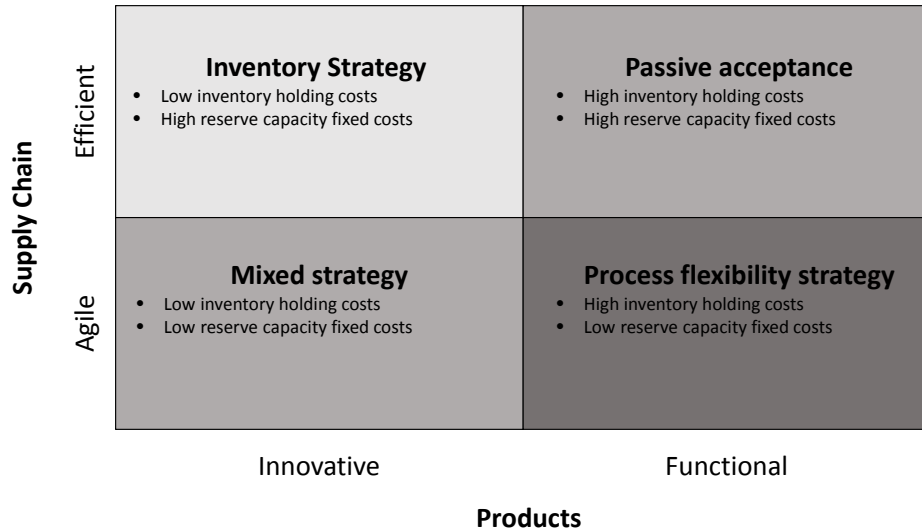 Supply Chain
Efficient
Inventory Strategy
• Low inventory holding costs
• High reserve capacity fixed costs
Passive acceptance
• High inventory holding costs
• High reserve capacity fixed costs
Agile
Mixed strategy
• Low inventory holding costs
• Low reserve capacity fixed costs
Process flexibility strategy
• High inventory holding costs
• Low reserve capacity fixed costs
Innovative
Functional
Products